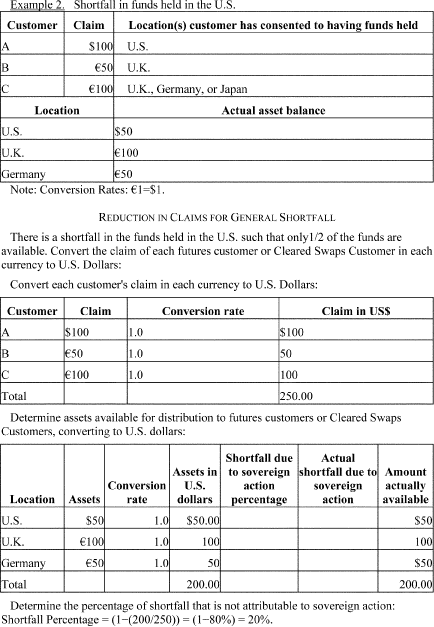 Example 2. Shortfall in funds held in the U.S.
Customer Claim Location(s) customer has consented to having funds held
A $100 U.S.
B €50 U.K.
C €100 U.K., Germany, or Japan
Location Actual asset balance
U.S. $50
U.K. €100
Germany €50
Note: Conversion Rates: €1=$1.
REDUCTION IN CLAIMS FOR GENERAL SHORTFALL
There is a shortfall in the funds held in the U.S. such that only1/2 of the funds are
available. Convert the claim of each futures customer or Cleared Swaps Customer in each
currency to U.S. Dollars:
Convert each customer's claim in each currency to U.S. Dollars:
Customer Claim Conversion rate Claim in US$
A $100 1.0 $100
B €50 1.0 50
C €100 1.0 100
Total 250.00
Determine assets available for distribution to futures customers or Cleared Swaps
Customers, converting to U.S. dollars:
Location Assets Conversion rate Assets in U.S. dollars Shortfall due to sovereign action percentage Actual shortfall due to sovereign action Amount actually available
U.S. $50 1.0 $50.00 $50
U.K. €100 1.0 100 100
Germany €50 1.0 50 $50
Total 200.00 200.00
Determine the percentage of shortfall that is not attributable to sovereign action:
Shortfall Percentage = (1−(200/250)) = (1−80%) = 20%.